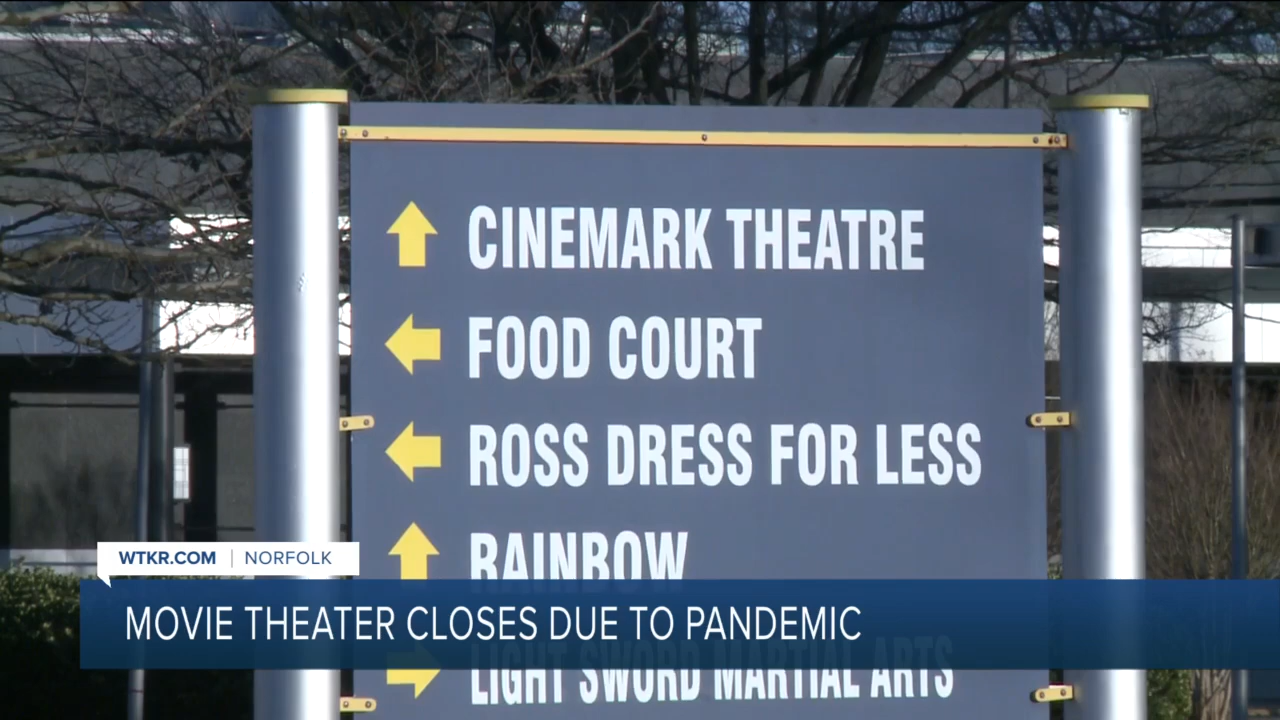 CINEMARK THEATRE
FOOD COURT
ROSS DRESS FOR LESS
RAINBOW
WTKR.COM | NORFOLK
MOVIE THEATER CLOSES DUE TO PANDEMIC
LIGHT SWORD MARTIAL ARTS